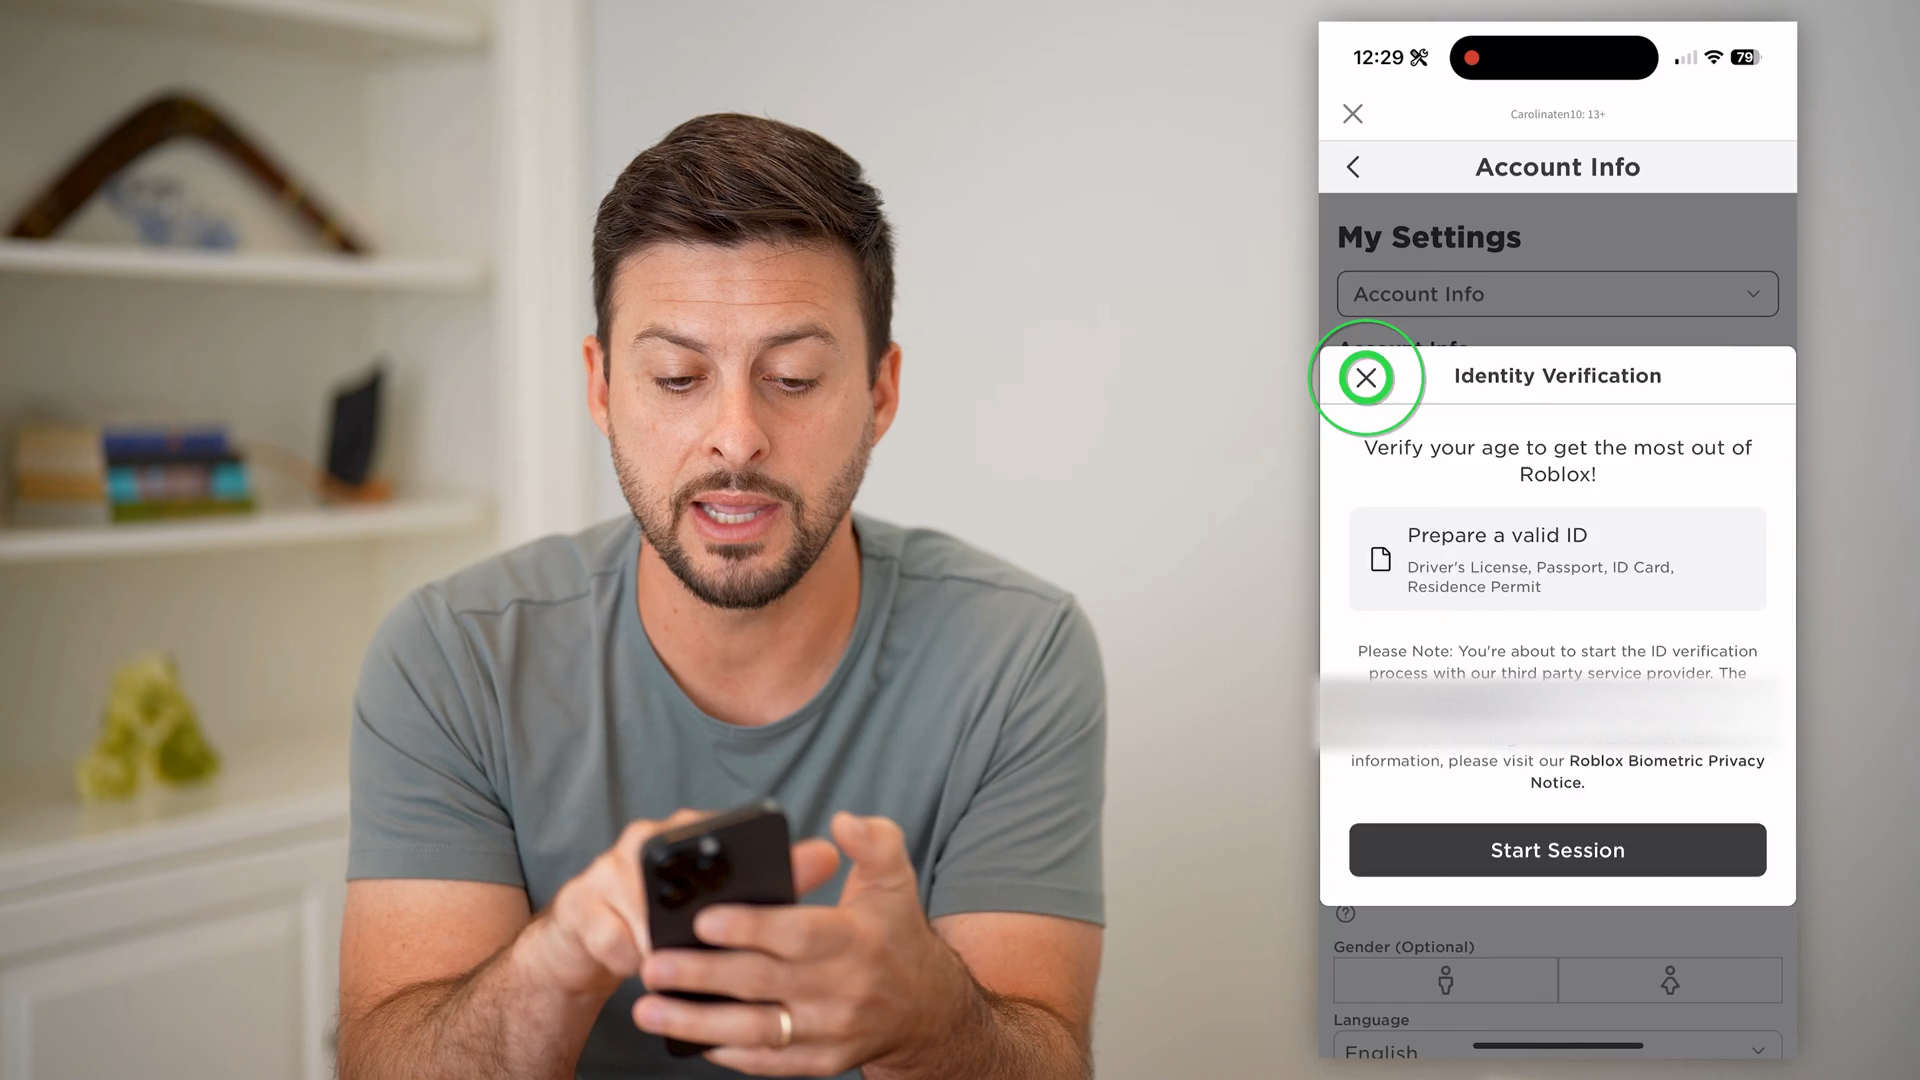 12:29
79
Carolinaten10: 13+
Account Info
My Settings
Account Info
Identity Verification
Verify your age to get the most out of
Roblox!
Prepare a valid ID
Driver's License, Passport, ID Card,
Residence Permit
Please Note: You're about to start the ID verification
process with our third party service provider. The
information, please visit our Roblox Biometric Privacy
Notice.
Start Session
Gender (Optional)
Language
English